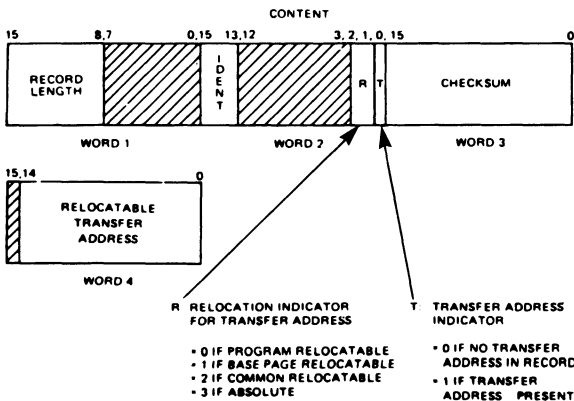 CONTENT
15 8,7 0,15 13,12 3, 2, 1, 0, 15 0
RECORD LENGTH
IDENT
R T
CHECKSUM
WORD 1 WORD 2 WORD 3
15,14 0
RELOCATABLE
TRANSFER
ADDRESS
WORD 4
R: RELOCATION INDICATOR
FOR TRANSFER ADDRESS
= 0 IF PROGRAM RELOCATABLE
= 1 IF BASE PAGE RELOCATABLE
= 2 IF COMMON RELOCATABLE
= 3 IF ABSOLUTE
T: TRANSFER ADDRESS
INDICATOR
= 0 IF NO TRANSFER
ADDRESS IN RECORD
= 1 IF TRANSFER
ADDRESS PRESENT